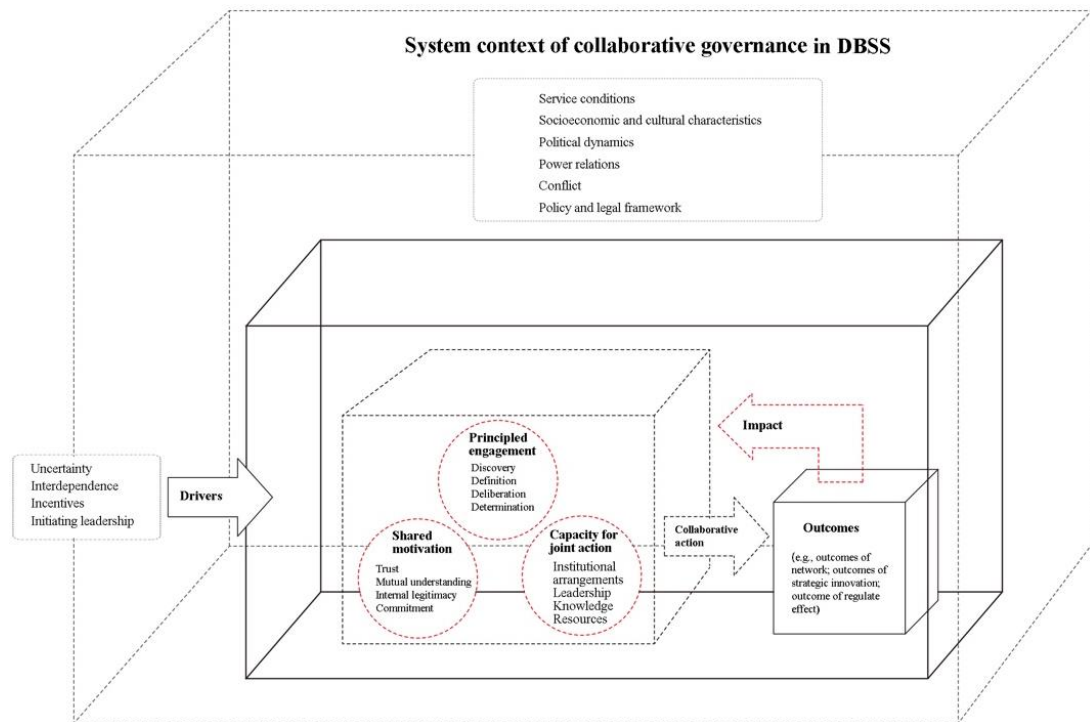 System context of collaborative governance in DBSS
Service conditions
Socioeconomic and cultural characteristics
Political dynamics
Power relations
Conflict
Policy and legal framework
Uncertainty
Interdependence
Incentives
Initiating leadership
Drivers
Principled
engagement
Discovery
Definition
Deliberation
Determination
Shared
motivation
Trust
Mutual understanding
Internal legitimacy
Commitment
Capacity for
joint action
Institutional
arrangements
Leadership
Knowledge
Resources
Collaborative
action
Impact
Outcomes
(e.g., outcomes of
network; outcomes of
strategic innovation;
outcome of regulate
effect)